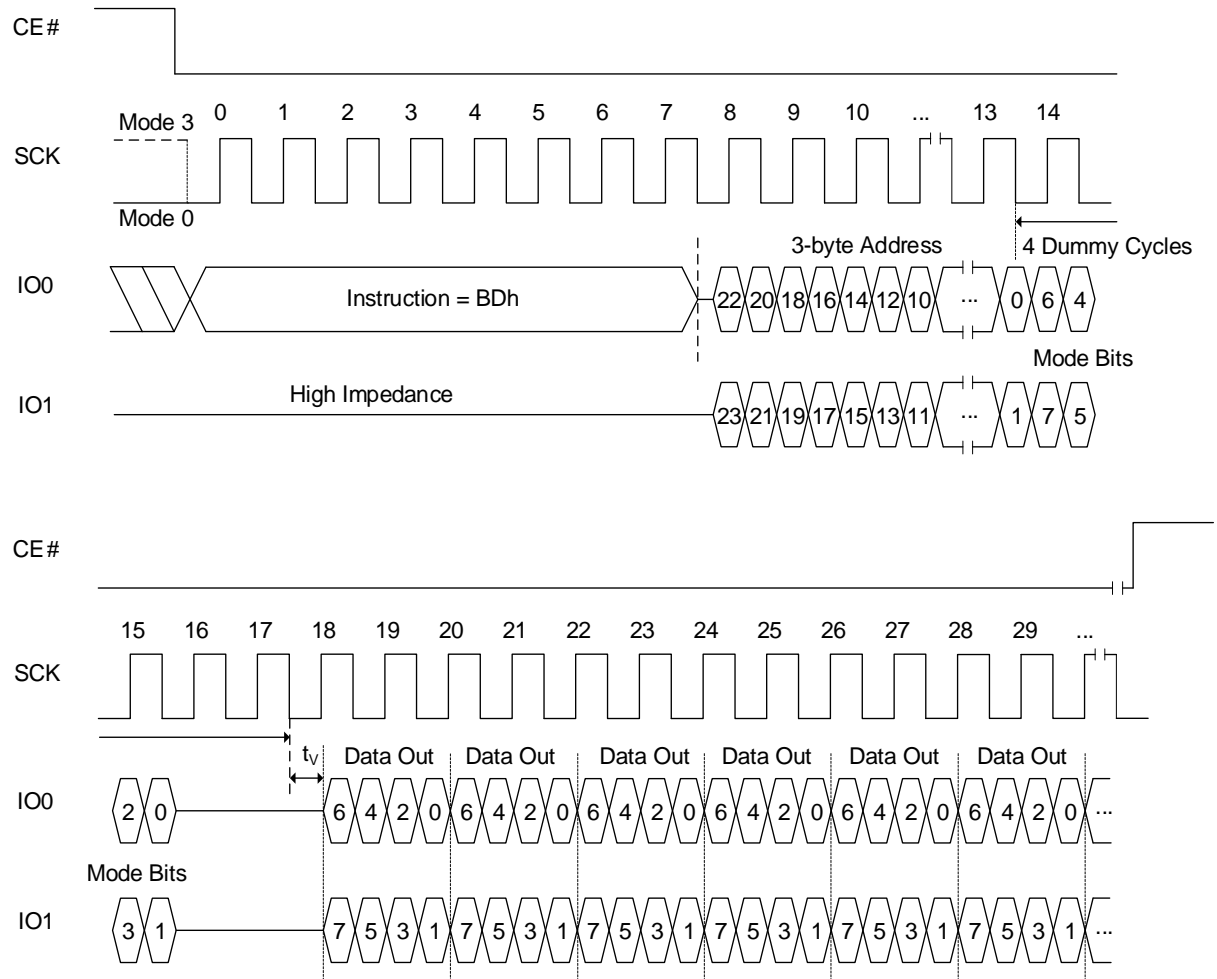 CE#
0 1 2 3 4 5 6 7 8 9 10 ... 13 14
Mode 3
SCK
Mode 0
3-byte Address 4 Dummy Cycles
IO0 Instruction = BDh 22 20 18 16 14 12 10 ... 0 6 4
Mode Bits
High Impedance
IO1 23 21 19 17 15 13 11 ... 1 7 5
CE#
15 16 17 18 19 20 21 22 23 24 25 26 27 28 29 ...
SCK
tV Data Out Data Out Data Out Data Out Data Out Data Out
IO0 2 0 6 4 2 0 6 4 2 0 6 4 2 0 6 4 2 0 6 4 2 0 6 4 2 0 ...
Mode Bits
IO1 3 1 7 5 3 1 7 5 3 1 7 5 3 1 7 5 3 1 7 5 3 1 7 5 3 1 ...